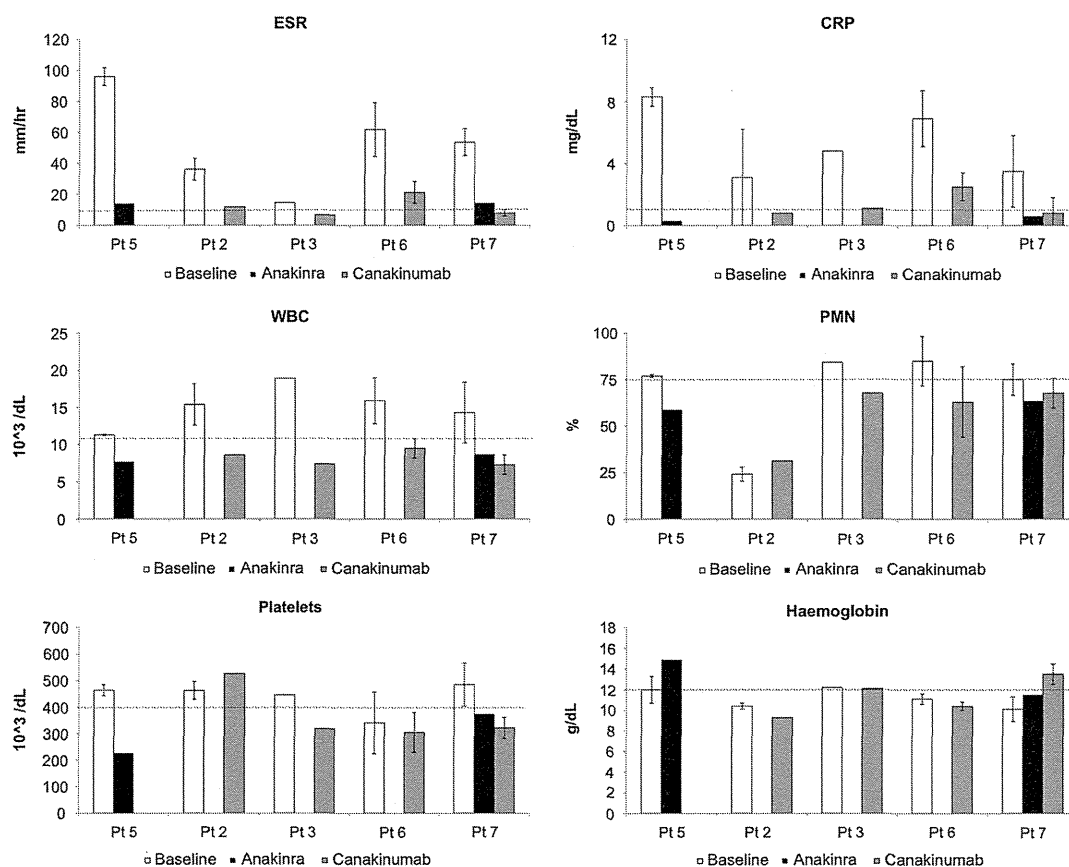 ESR
120
100
80
60
40
20
0
mm/hr
Pt 5 Pt 2 Pt 3 Pt 6 Pt 7
Baseline Anakinra Canakinumab
CRP
12
8
4
0
mg/dL
Pt 5 Pt 2 Pt 3 Pt 6 Pt 7
Baseline Anakinra Canakinumab
WBC
25
20
15
10
5
0
10^3 /dL
Pt 5 Pt 2 Pt 3 Pt 6 Pt 7
Baseline Anakinra Canakinumab
PMN
100
75
50
25
0
%
Pt 5 Pt 2 Pt 3 Pt 6 Pt 7
Baseline Anakinra Canakinumab
Platelets
700
600
500
400
300
200
100
0
10^3 /dL
Pt 5 Pt 2 Pt 3 Pt 6 Pt 7
Baseline Anakinra Canakinumab
Haemoglobin
18
16
14
12
10
8
6
4
2
0
g/dL
Pt 5 Pt 2 Pt 3 Pt 6 Pt 7
Baseline Anakinra Canakinumab